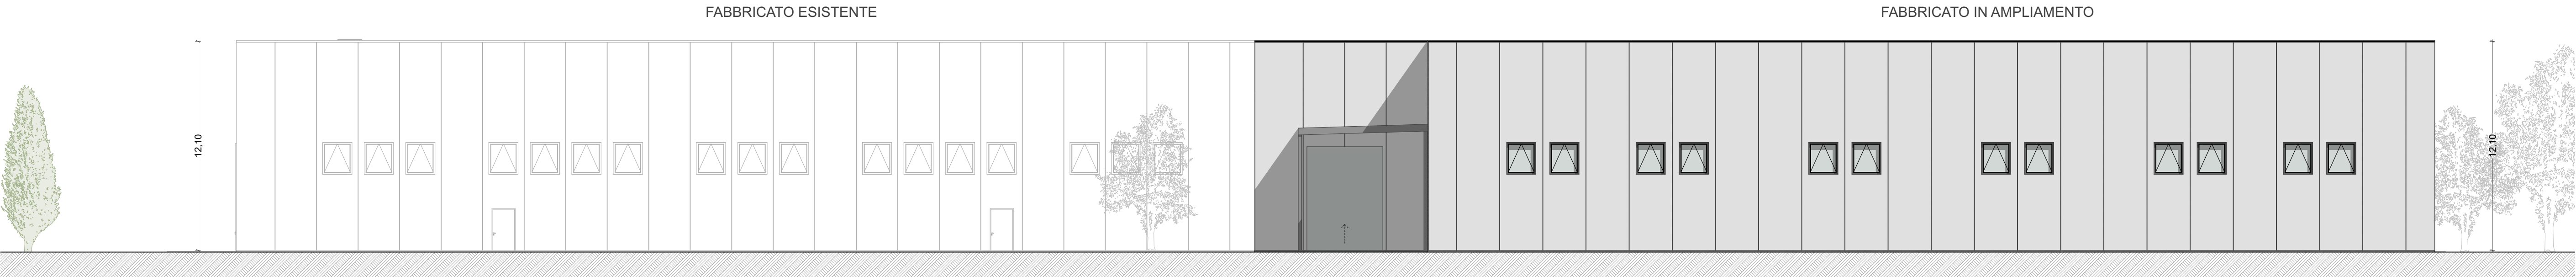 FABBRICATO ESISTENTE
FABBRICATO IN AMPLIAMENTO
12,10
12,10